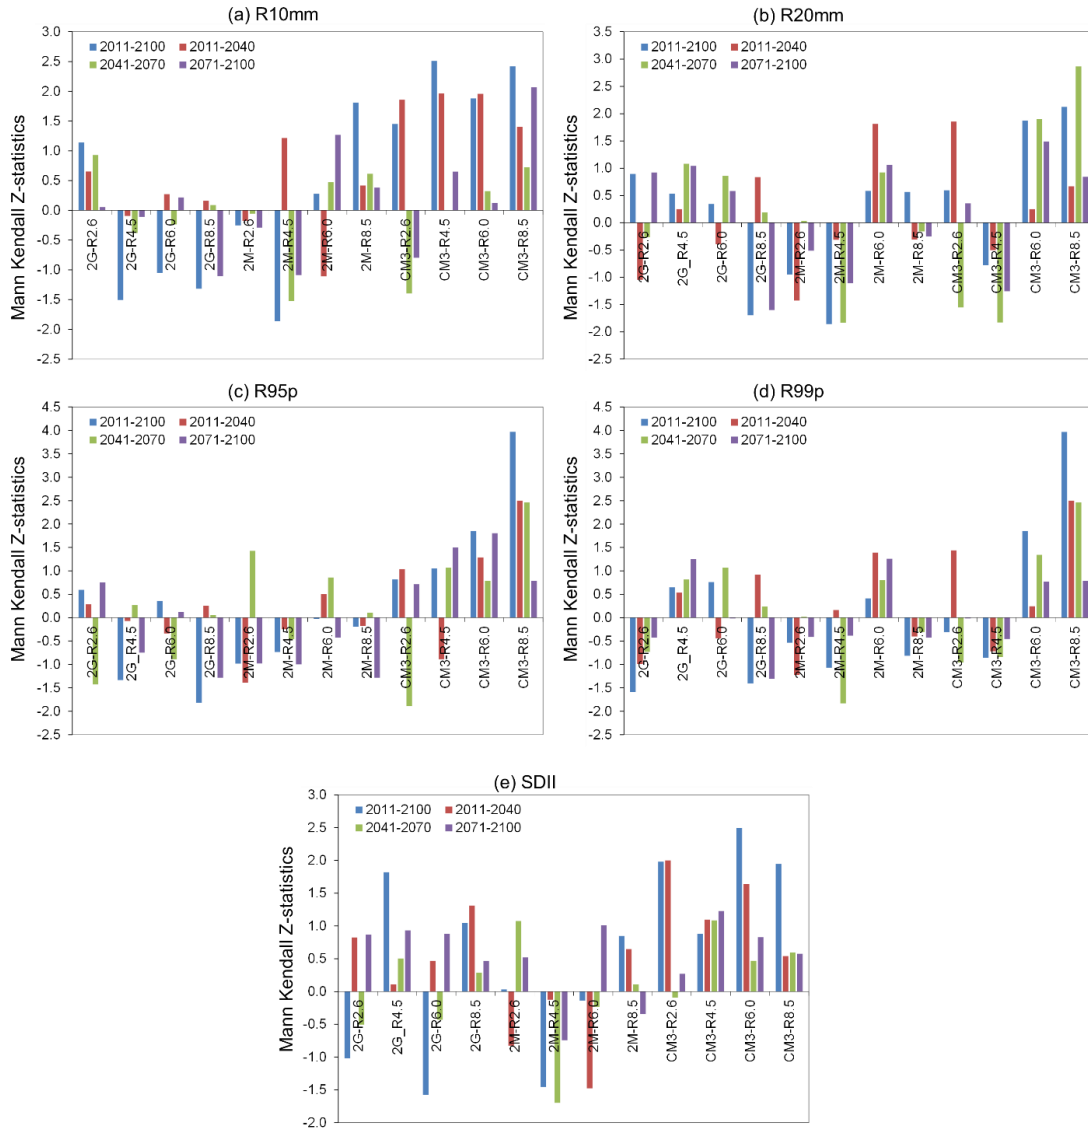 (a) R10mm
Mann Kendall Z-statistics
3.0
2.5
2.0
1.5
1.0
0.5
0.0
-0.5
-1.0
-1.5
-2.0
-2.5
2011-2100 2011-2040
2041-2070 2071-2100
2G-R2.6
2G-R4.5
2G-R6.0
2G-R8.5
2M-R2.6
2M-R4.5
2M-R6.0
2M-R8.5
CM3-R2.6
CM3-R4.5
CM3-R6.0
CM3-R8.5
(b) R20mm
Mann Kendall Z-statistics
3.5
3.0
2.5
2.0
1.5
1.0
0.5
0.0
-0.5
-1.0
-1.5
-2.0
-2.5
2011-2100 2011-2040
2041-2070 2071-2100
2G-R2.6
2G_R4.5
2G-R6.0
2G-R8.5
2M-R2.6
2M-R4.5
2M-R6.0
2M-R8.5
CM3-R2.6
CM3-R4.5
CM3-R6.0
CM3-R8.5
(c) R95p
Mann Kendall Z-statistics
4.5
4.0
3.5
3.0
2.5
2.0
1.5
1.0
0.5
0.0
-0.5
-1.0
-1.5
-2.0
-2.5
2011-2100 2011-2040
2041-2070 2071-2100
2G-R2.6
2G_R4.5
2G-R6.0
2G-R8.5
2M-R2.6
2M-R4.5
2M-R6.0
2M-R8.5
CM3-R2.6
CM3-R4.5
CM3-R6.0
CM3-R8.5
(d) R99p
Mann Kendall Z-statistics
4.5
4.0
3.5
3.0
2.5
2.0
1.5
1.0
0.5
0.0
-0.5
-1.0
-1.5
-2.0
-2.5
2011-2100 2011-2040
2041-2070 2071-2100
2G-R2.6
2G_R4.5
2G-R6.0
2G-R8.5
2M-R2.6
2M-R4.5
2M-R6.0
2M-R8.5
CM3-R2.6
CM3-R4.5
CM3-R6.0
CM3-R8.5
(e) SDII
Mann Kendall Z-statistics
3.0
2.5
2.0
1.5
1.0
0.5
0.0
-0.5
-1.0
-1.5
-2.0
2011-2100 2011-2040
2041-2070 2071-2100
2G-R2.6
2G_R4.5
2G-R6.0
2G-R8.5
2M-R2.6
2M-R4.5
2M-R6.0
2M-R8.5
CM3-R2.6
CM3-R4.5
CM3-R6.0
CM3-R8.5